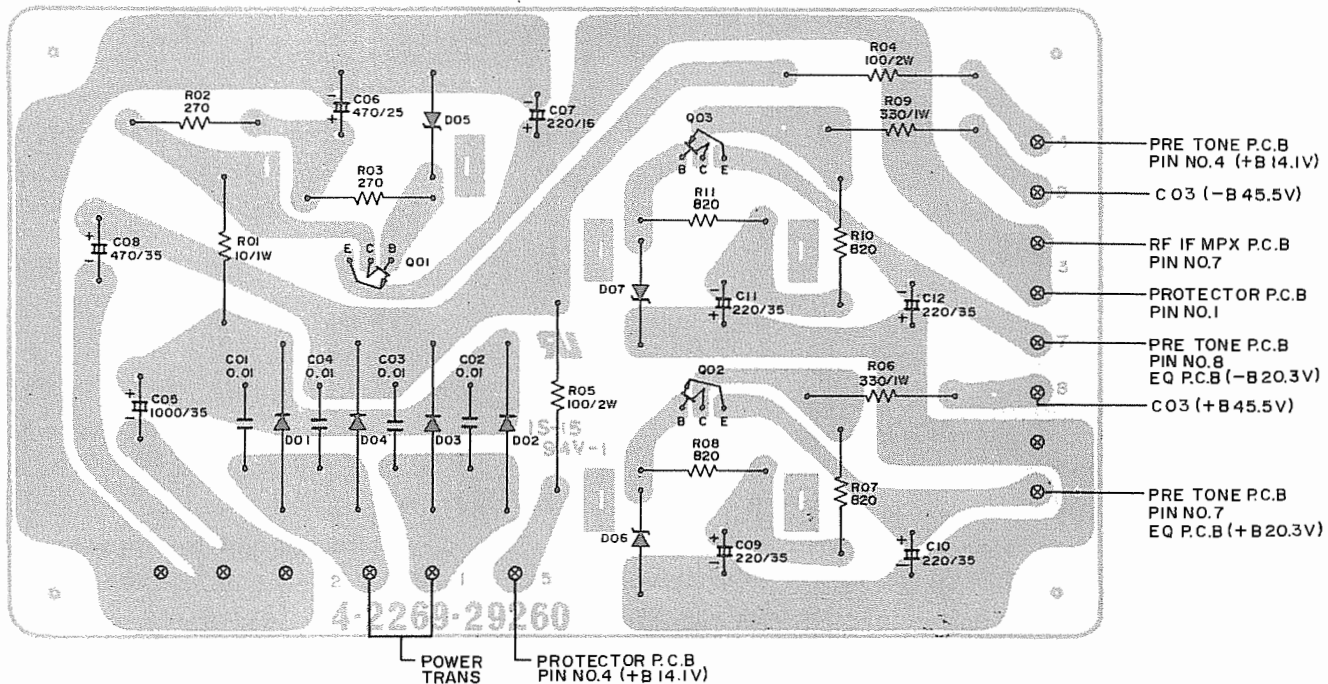 R04
100/2W
R02
270
C06
470/25
D05
C07
220/16
R09
330/1W
Q03
B C E
4
PRE TONE P.C.B
PIN NO.4 (+B 14.1V)
R03
270
R11
820
C03 (-B 45.5V)
C08
470/35
R01
10/1W
E C B
Q01
R10
820
3
RF IF MPX P.C.B
PIN NO.7
D07
C11
220/35
C12
220/35
PROTECTOR P.C.B
PIN NO.1
7
PRE TONE P.C.B
PIN NO.8
EQ P.C.B (-B 20.3V)
C01
0.01
C04
0.01
C03
0.01
C02
0.01
Q02
B C E
R06
330/1W
8
C03 (+B 45.5V)
C05
1000/35
R05
100/2W
D01
D04
D03
D02
1S-15
R08
820
R07
820
PRE TONE P.C.B
PIN NO.7
EQ P.C.B (+B 20.3V)
D06
C09
220/35
C10
220/35
2 1 5
4-2269-29260
POWER
TRANS
PROTECTOR P.C.B
PIN NO.4 (+B 14.1V)